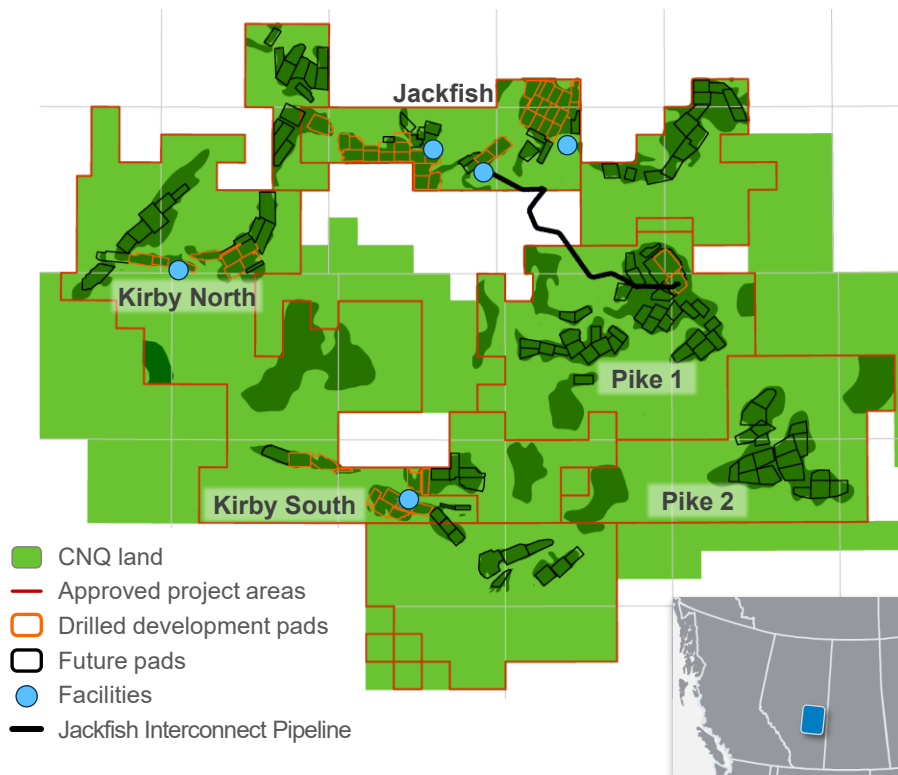 Jackfish
Kirby North
Pike 1
Kirby South
Pike 2
CNQ land
Approved project areas
Drilled development pads
Future pads
Facilities
Jackfish Interconnect Pipeline